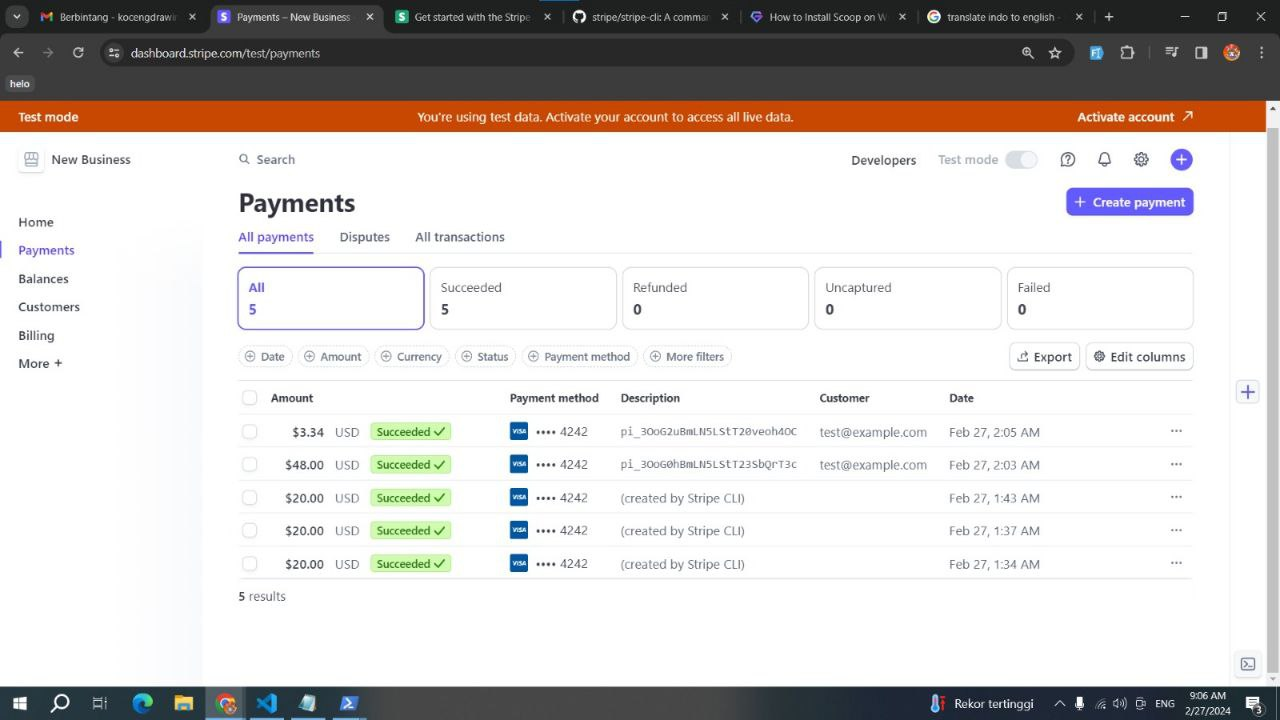 Berbintang - kocengdrawin
Payments – New Business
Get started with the Stripe
stripe/stripe-cli: A comman
How to Install Scoop on W
translate indo to english -
dashboard.stripe.com/test/payments
helo
Test mode
You're using test data. Activate your account to access all live data.
Activate account
New Business
Search
Developers
Test mode
Home
Payments
Balances
Customers
Billing
More +
Payments
+ Create payment
All payments
Disputes
All transactions
All
5
Succeeded
5
Refunded
0
Uncaptured
0
Failed
0
Date
Amount
Currency
Status
Payment method
More filters
Export
Edit columns
Amount Payment method Description Customer Date
$3.34 USD Succeeded ✓ VISA •••• 4242 pi_3OoG2uBmLN5LStT20veoh4OC test@example.com Feb 27, 2:05 AM ···
$48.00 USD Succeeded ✓ VISA •••• 4242 pi_3OoG0hBmLN5LStT23SbQrT3c test@example.com Feb 27, 2:03 AM ···
$20.00 USD Succeeded ✓ VISA •••• 4242 (created by Stripe CLI) Feb 27, 1:43 AM ···
$20.00 USD Succeeded ✓ VISA •••• 4242 (created by Stripe CLI) Feb 27, 1:37 AM ···
$20.00 USD Succeeded ✓ VISA •••• 4242 (created by Stripe CLI) Feb 27, 1:34 AM ···
5 results
Rekor tertinggi
ENG
9:06 AM
2/27/2024
3